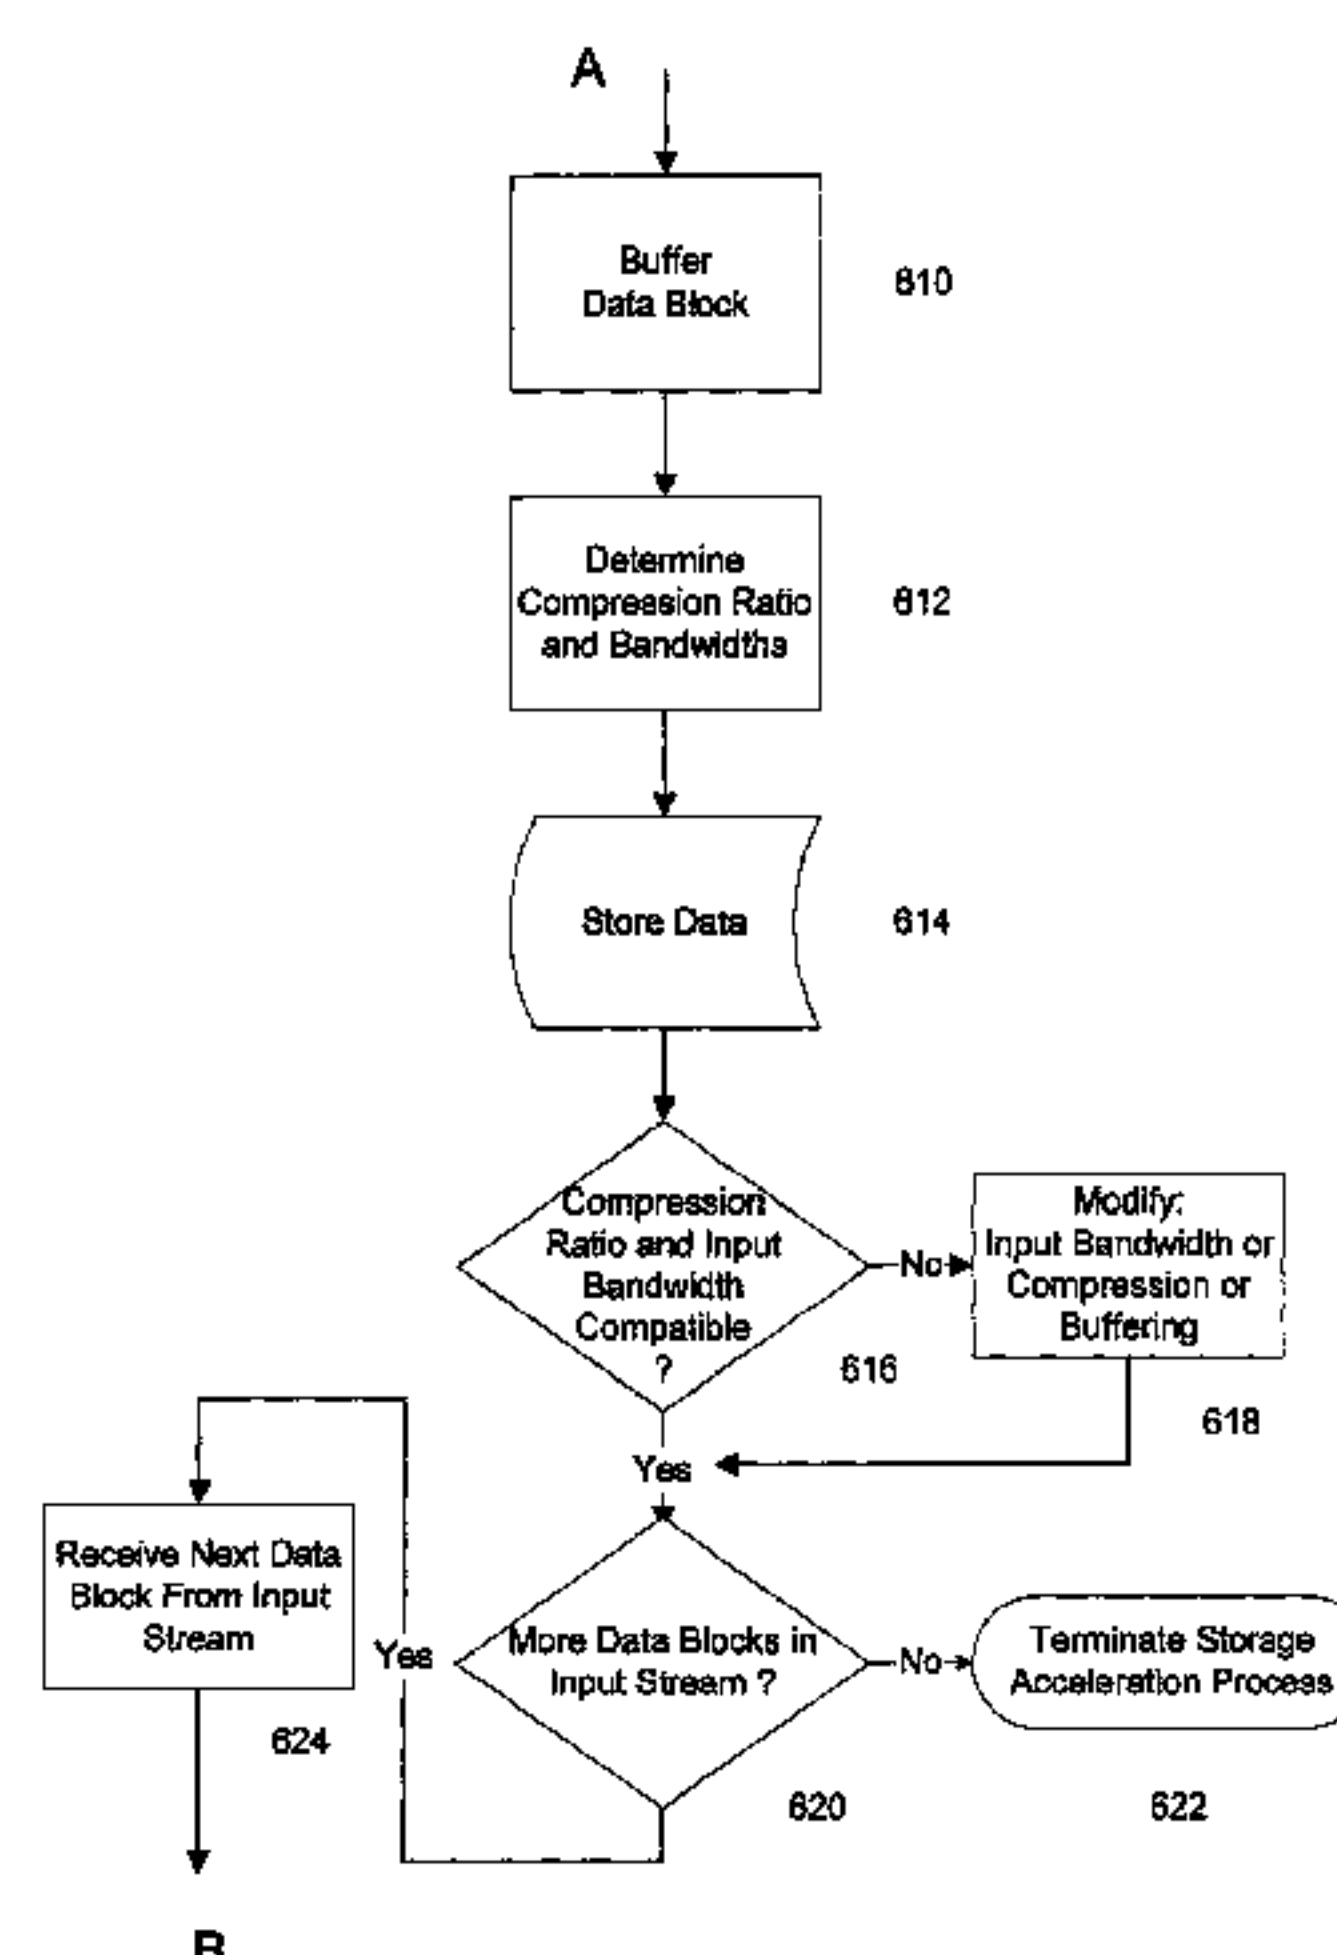 A
Buffer
Data Block
610
Determine
Compression Ratio
and Bandwidths
612
Store Data
614
Compression
Ratio and Input
Bandwidth
Compatible
?
No
Modify:
Input Bandwidth or
Compression or
Buffering
616
618
Yes
Receive Next Data
Block From Input
Stream
Yes
More Data Blocks in
Input Stream ?
No
Terminate Storage
Acceleration Process
624
620
622
B